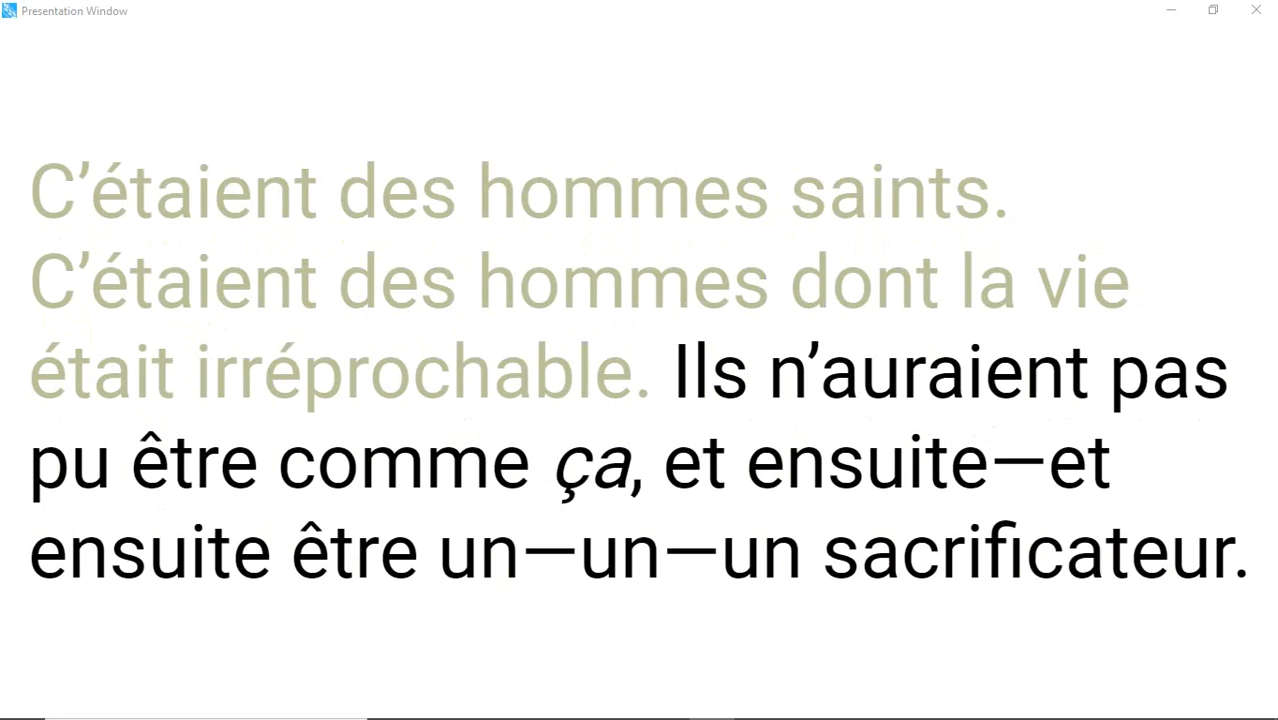 Presentation Window
C’étaient des hommes saints.
C’étaient des hommes dont la vie
était irréprochable. Ils n’auraient pas
pu être comme ça, et ensuite—et
ensuite être un—un—un sacrificateur.